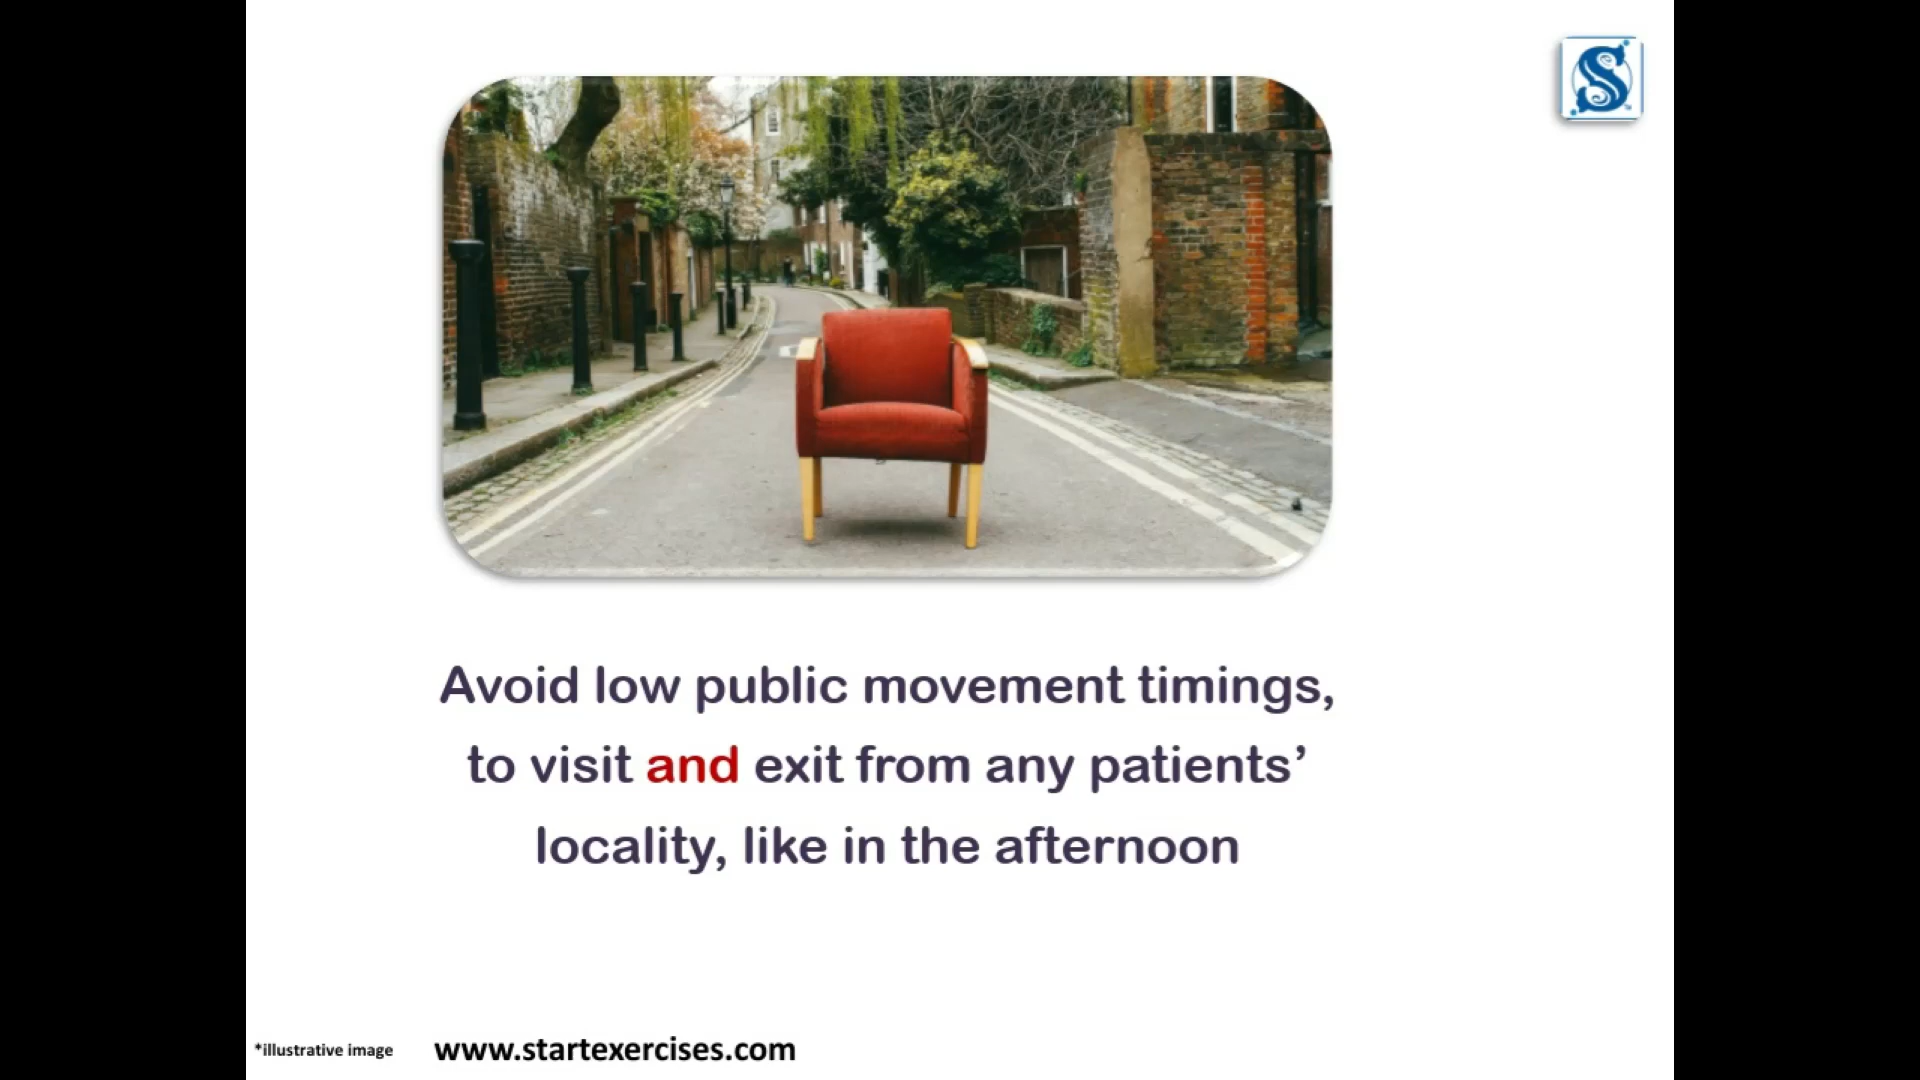 S
Avoid low public movement timings,
to visit and exit from any patients’
locality, like in the afternoon
*illustrative image
www.startexercises.com